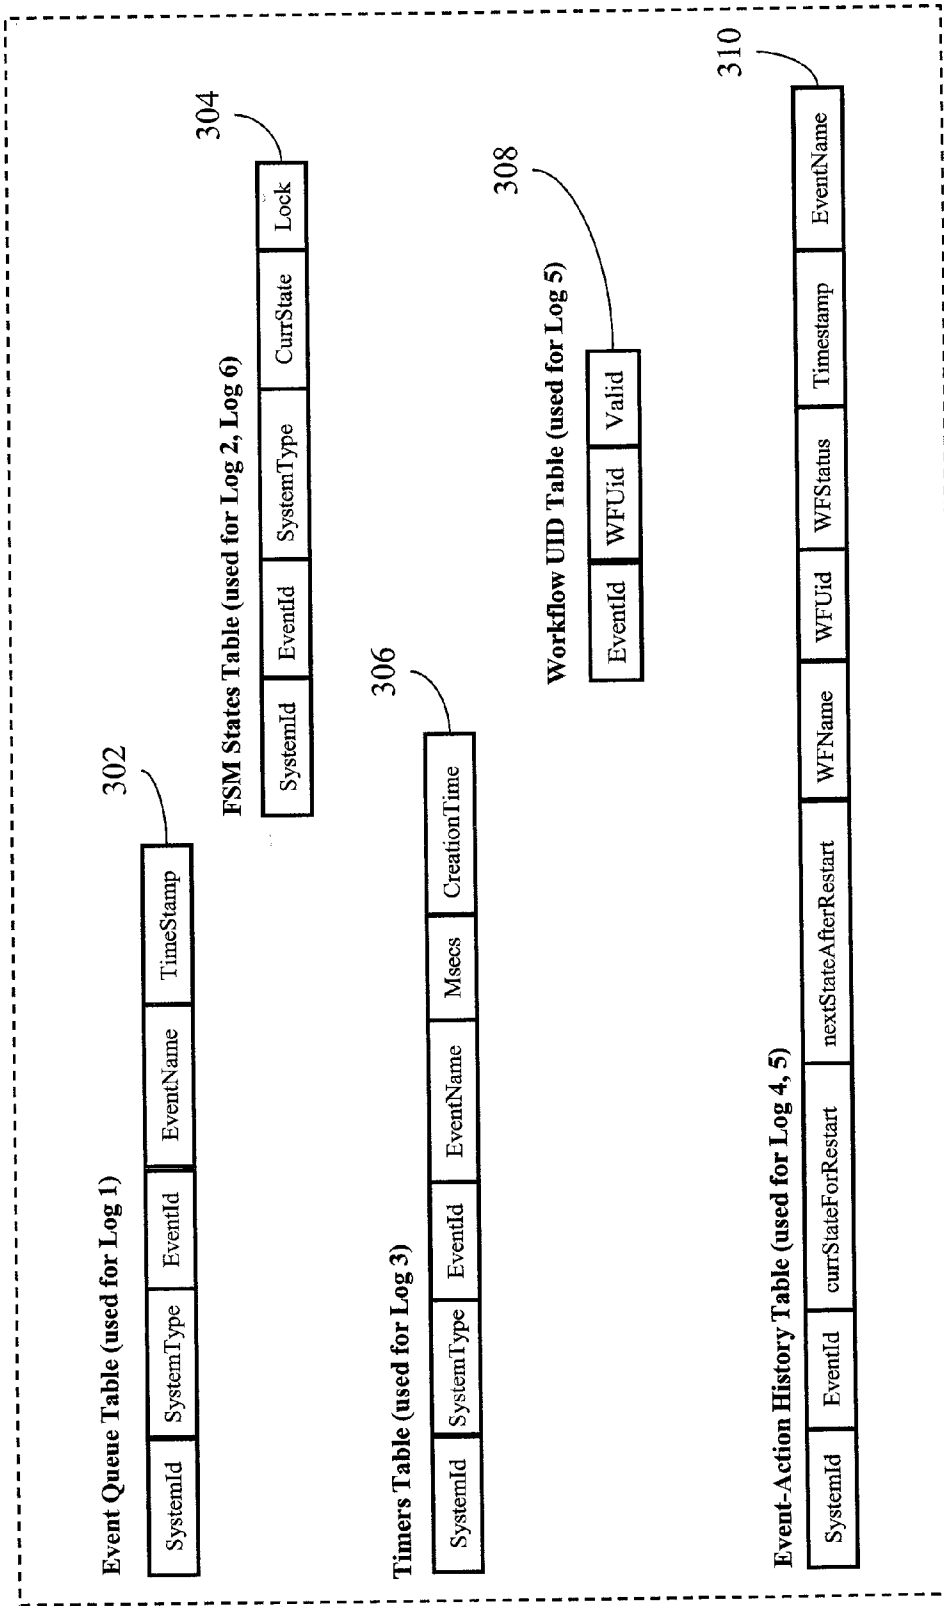 Event Queue Table (used for Log 1)
302
SystemId SystemType EventId EventName TimeStamp
FSM States Table (used for Log 2, Log 6)
304
SystemId EventId SystemType CurrState Lock
Timers Table (used for Log 3)
306
SystemId SystemType EventId EventName Msecs CreationTime
Workflow UID Table (used for Log 5)
308
EventId WFUid Valid
Event-Action History Table (used for Log 4, 5)
310
SystemId EventId currStateForRestart nextStateAfterRestart WFName WFUid WFStatus Timestamp EventName